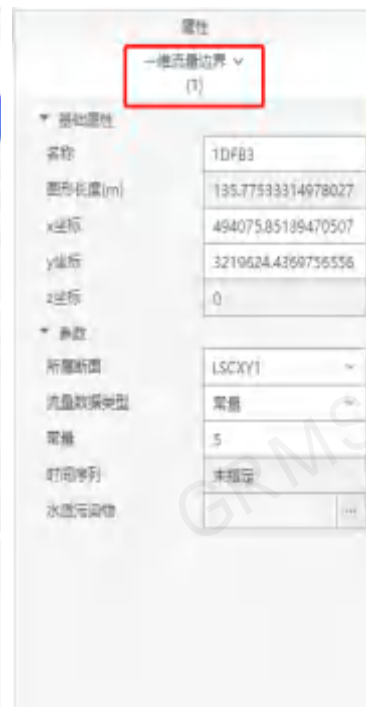 属性
一维流量边界
(1)
基础属性
名称 1DFB3
图形长度(m) 135.77533314978027
x坐标 494075.85139470507
y坐标 3219624.4369756556
z坐标 0
参数
所属断面 LSCXY1
流量数据类型 常量
常量 5
时间序列 未指定
水质污染物 ...
GRMS